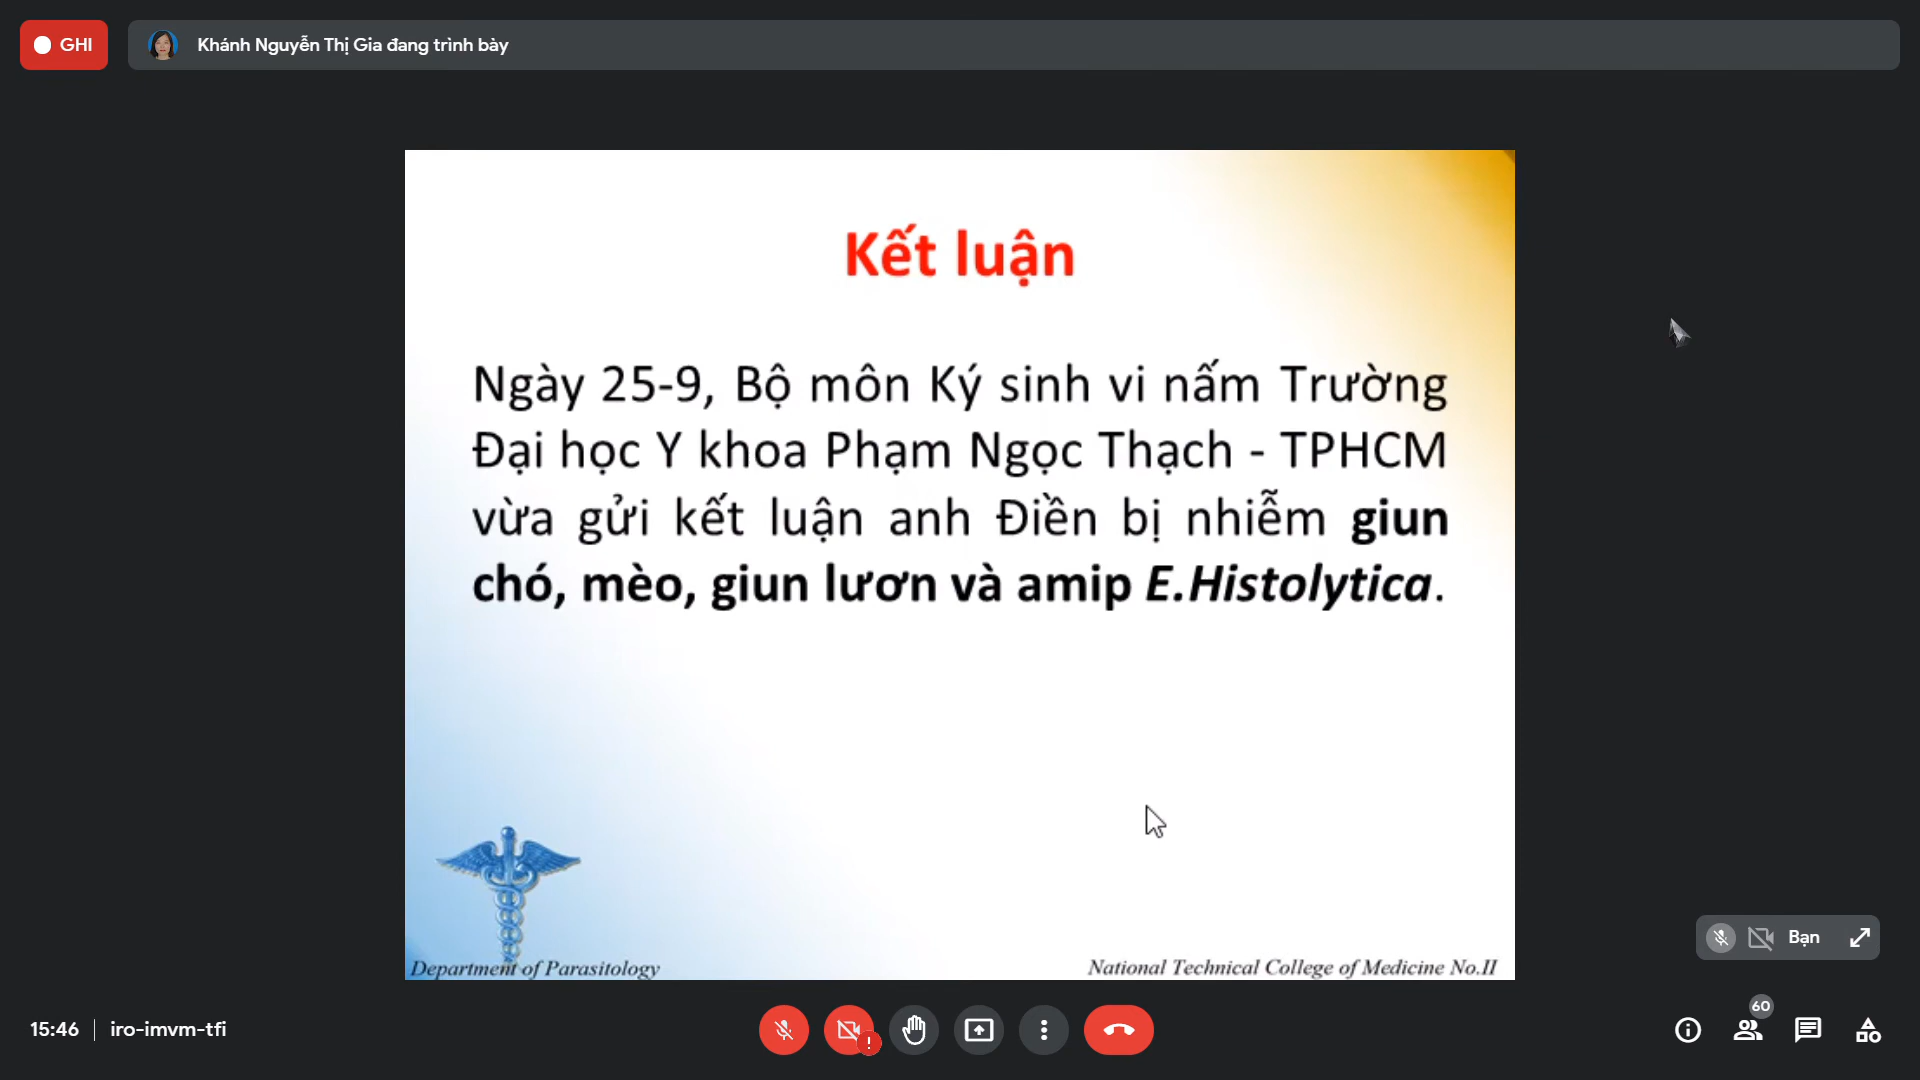 GHI
Khánh Nguyễn Thị Gia đang trình bày
Kết luận
Ngày 25-9, Bộ môn Ký sinh vi nấm Trường
Đại học Y khoa Phạm Ngọc Thạch - TPHCM
vừa gửi kết luận anh Điền bị nhiễm giun
chó, mèo, giun lươn và amip E.Histolytica.
Department of Parasitology
National Technical College of Medicine No.II
Bạn
15:46
iro-imvm-tfi
60